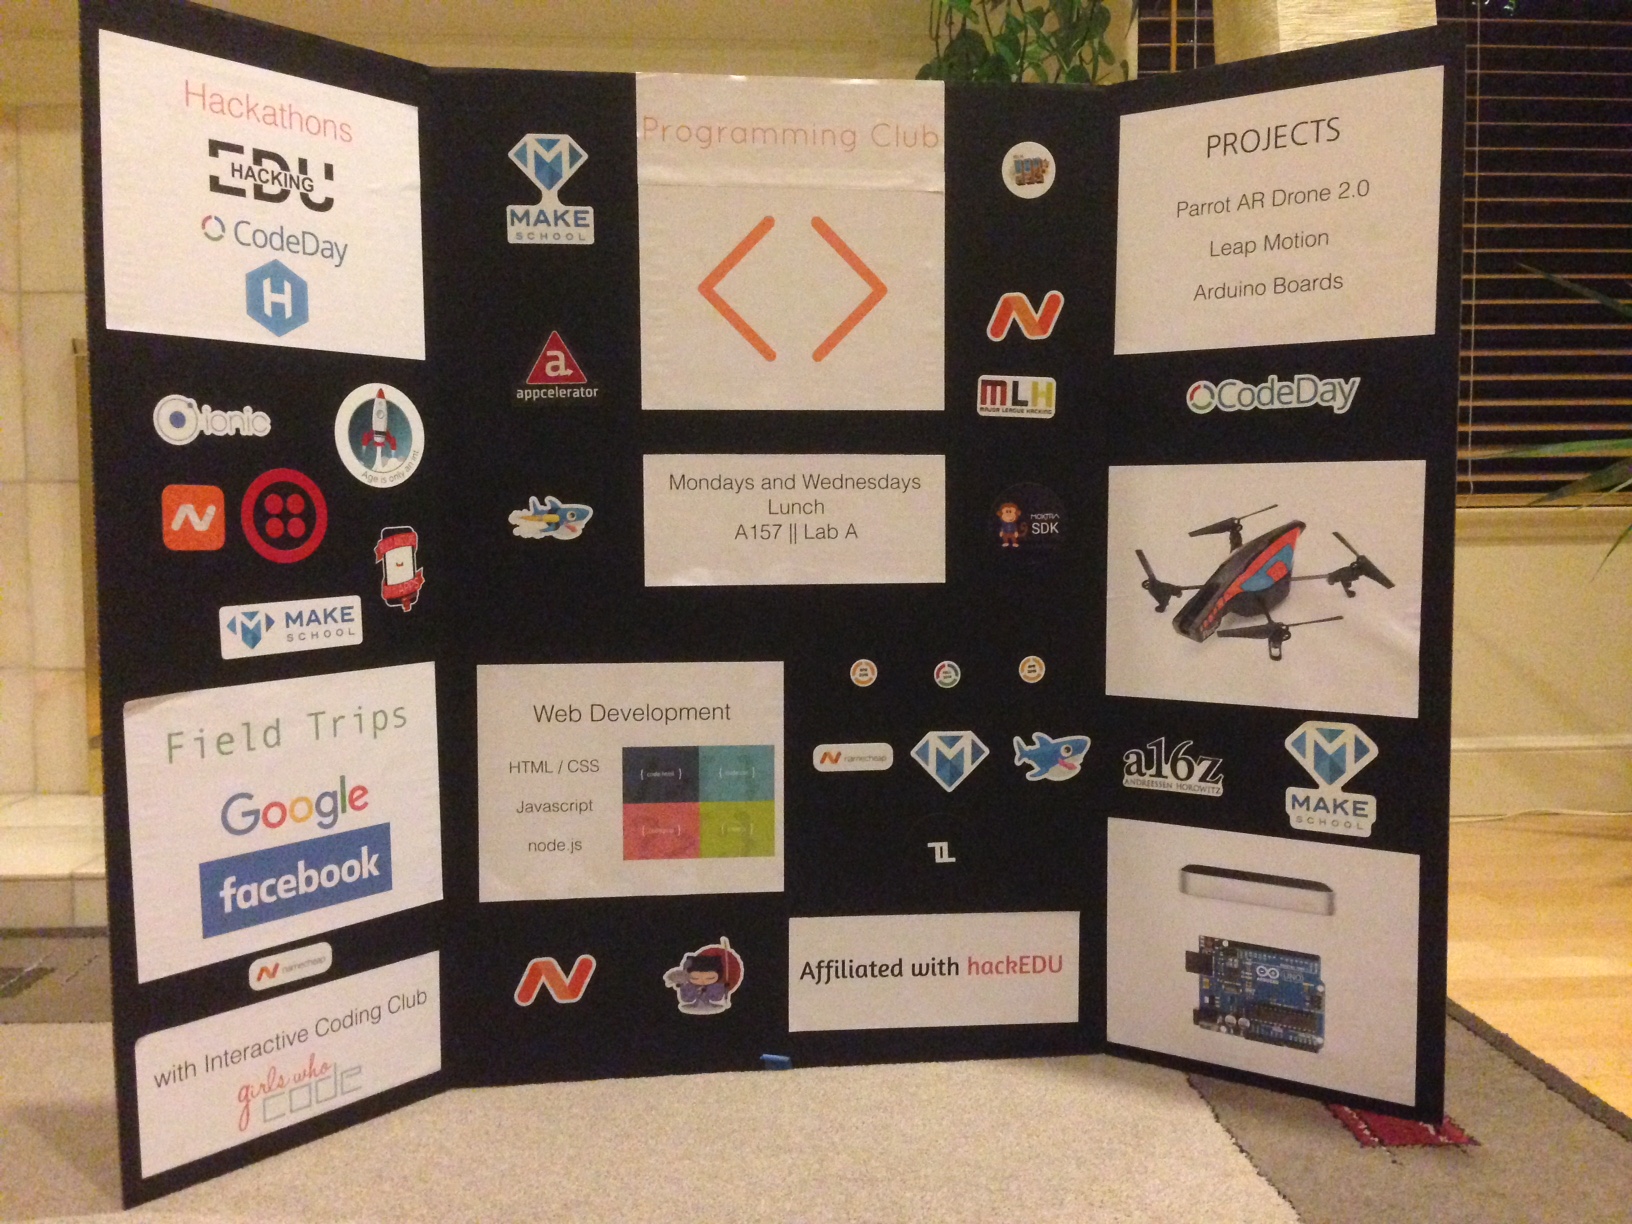 Hackathons
EDU
HACKING
CodeDay
H
ionic
Age is only an int.
MAKE
SCHOOL
Field Trips
Google
facebook
namecheap
with Interactive Coding Club
girls who
code
MAKE
SCHOOL
a
appcelerator
Programming Club
Mondays and Wednesdays
Lunch
A157 || Lab A
Web Development
HTML / CSS
Javascript
node.js
MLH
MAJOR LEAGUE HACKING
SDK
namecheap
Affiliated with hackEDU
PROJECTS
Parrot AR Drone 2.0
Leap Motion
Arduino Boards
CodeDay
a16z
ANDREESSEN HOROWITZ
MAKE
SCHOOL
UNO